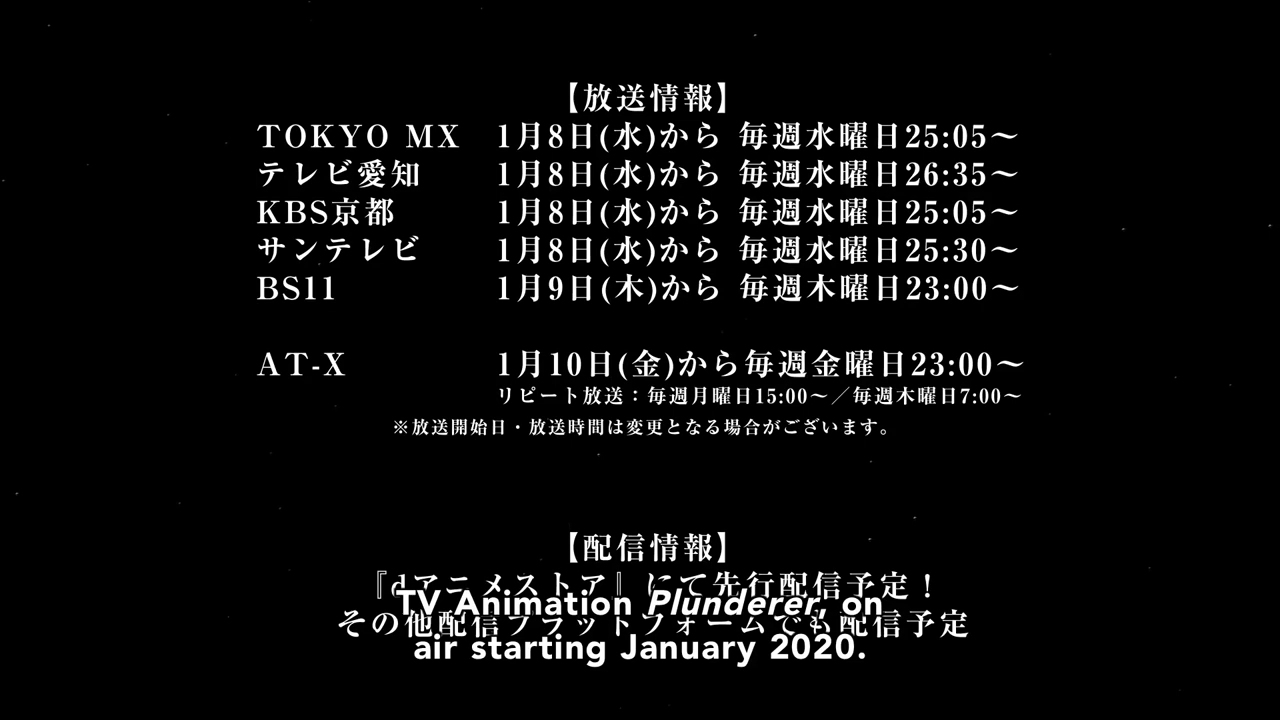 【放送情報】
TOKYO MX 1月8日(水)から 毎週水曜日25:05〜
テレビ愛知 1月8日(水)から 毎週水曜日26:35〜
KBS京都 1月8日(水)から 毎週水曜日25:05〜
サンテレビ 1月8日(水)から 毎週水曜日25:30〜
BS11 1月9日(木)から 毎週木曜日23:00〜
AT-X 1月10日(金)から毎週金曜日23:00〜
リピート放送：毎週月曜日15:00〜／毎週木曜日7:00〜
※放送開始日・放送時間は変更となる場合がございます。
【配信情報】
『dアニメストア』にて先行配信予定！
TV Animation Plunderer, on
その他配信プラットフォームでも配信予定
air starting January 2020.